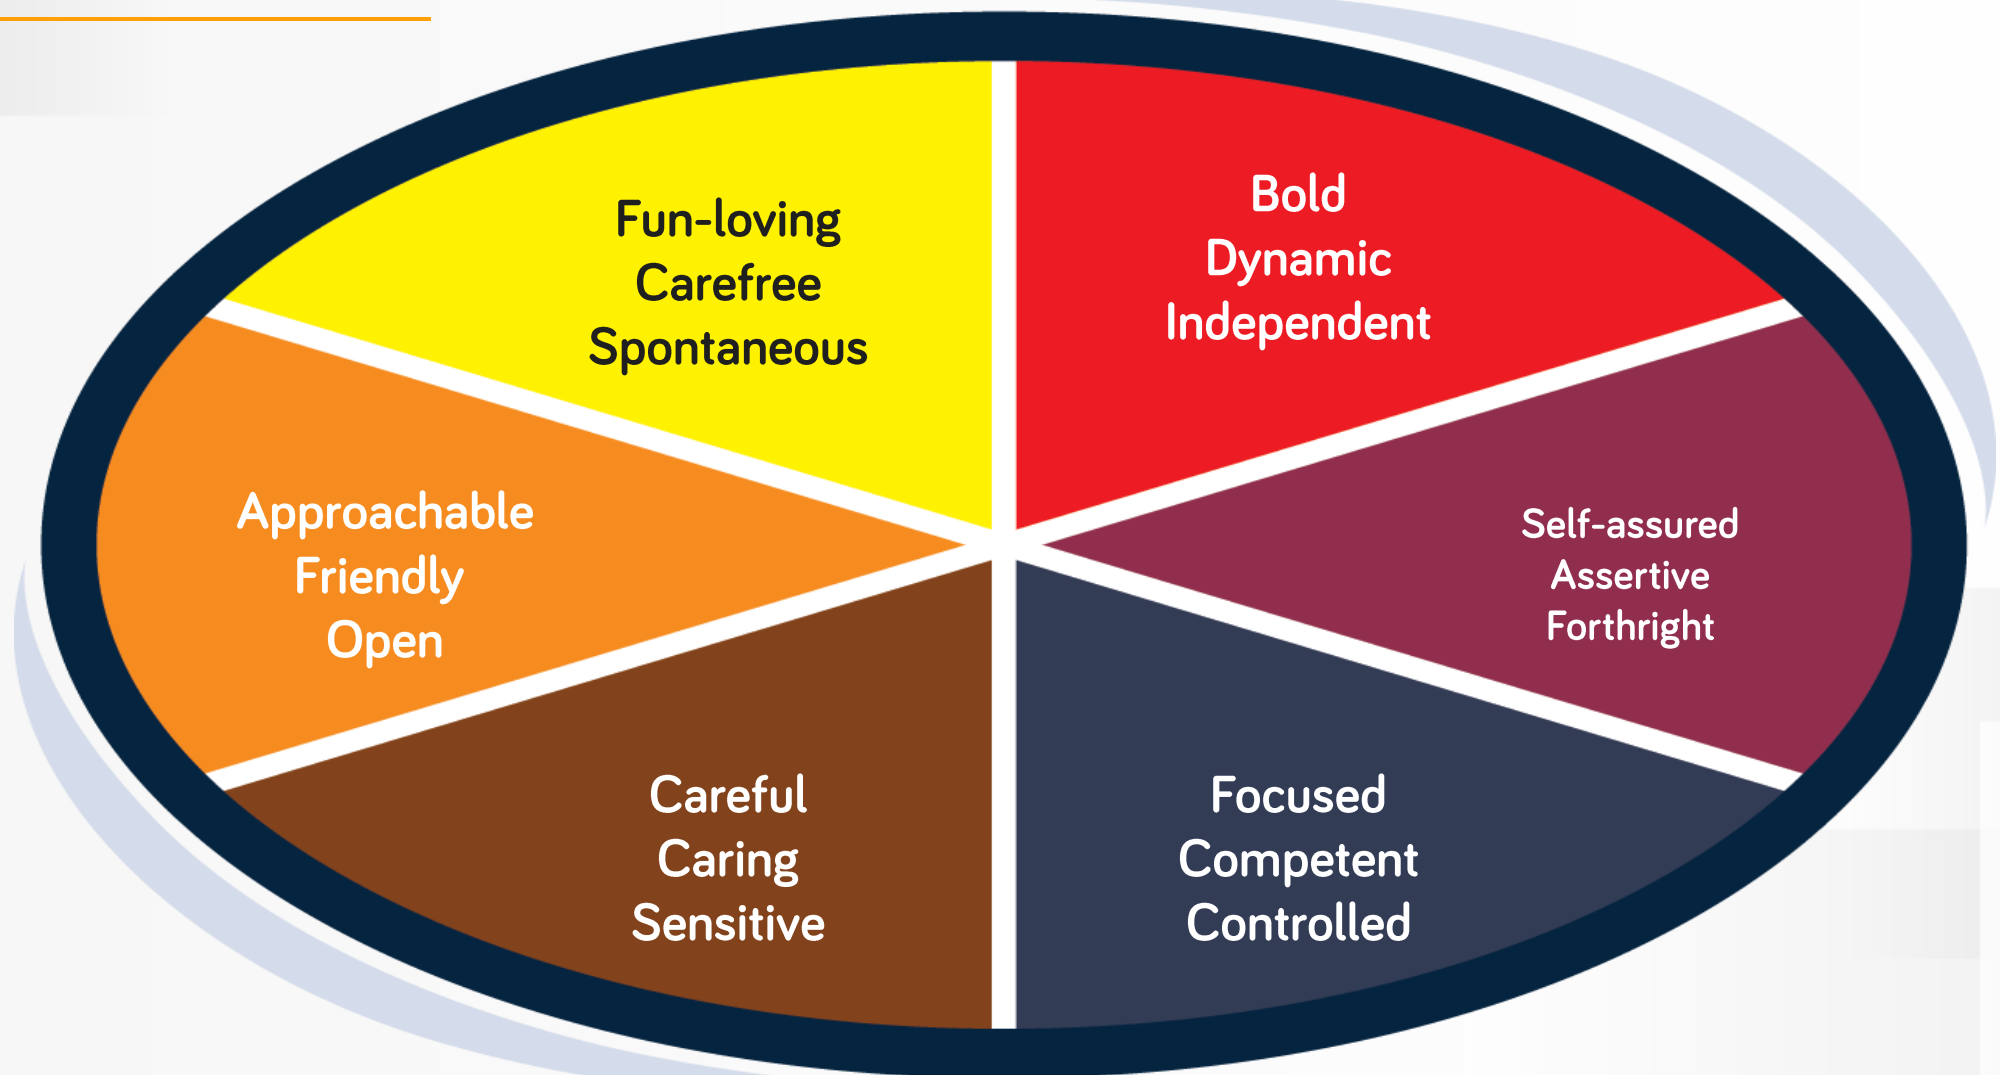 Fun-loving
Carefree
Spontaneous
Bold
Dynamic
Independent
Approachable
Friendly
Open
Self-assured
Assertive
Forthright
Careful
Caring
Sensitive
Focused
Competent
Controlled